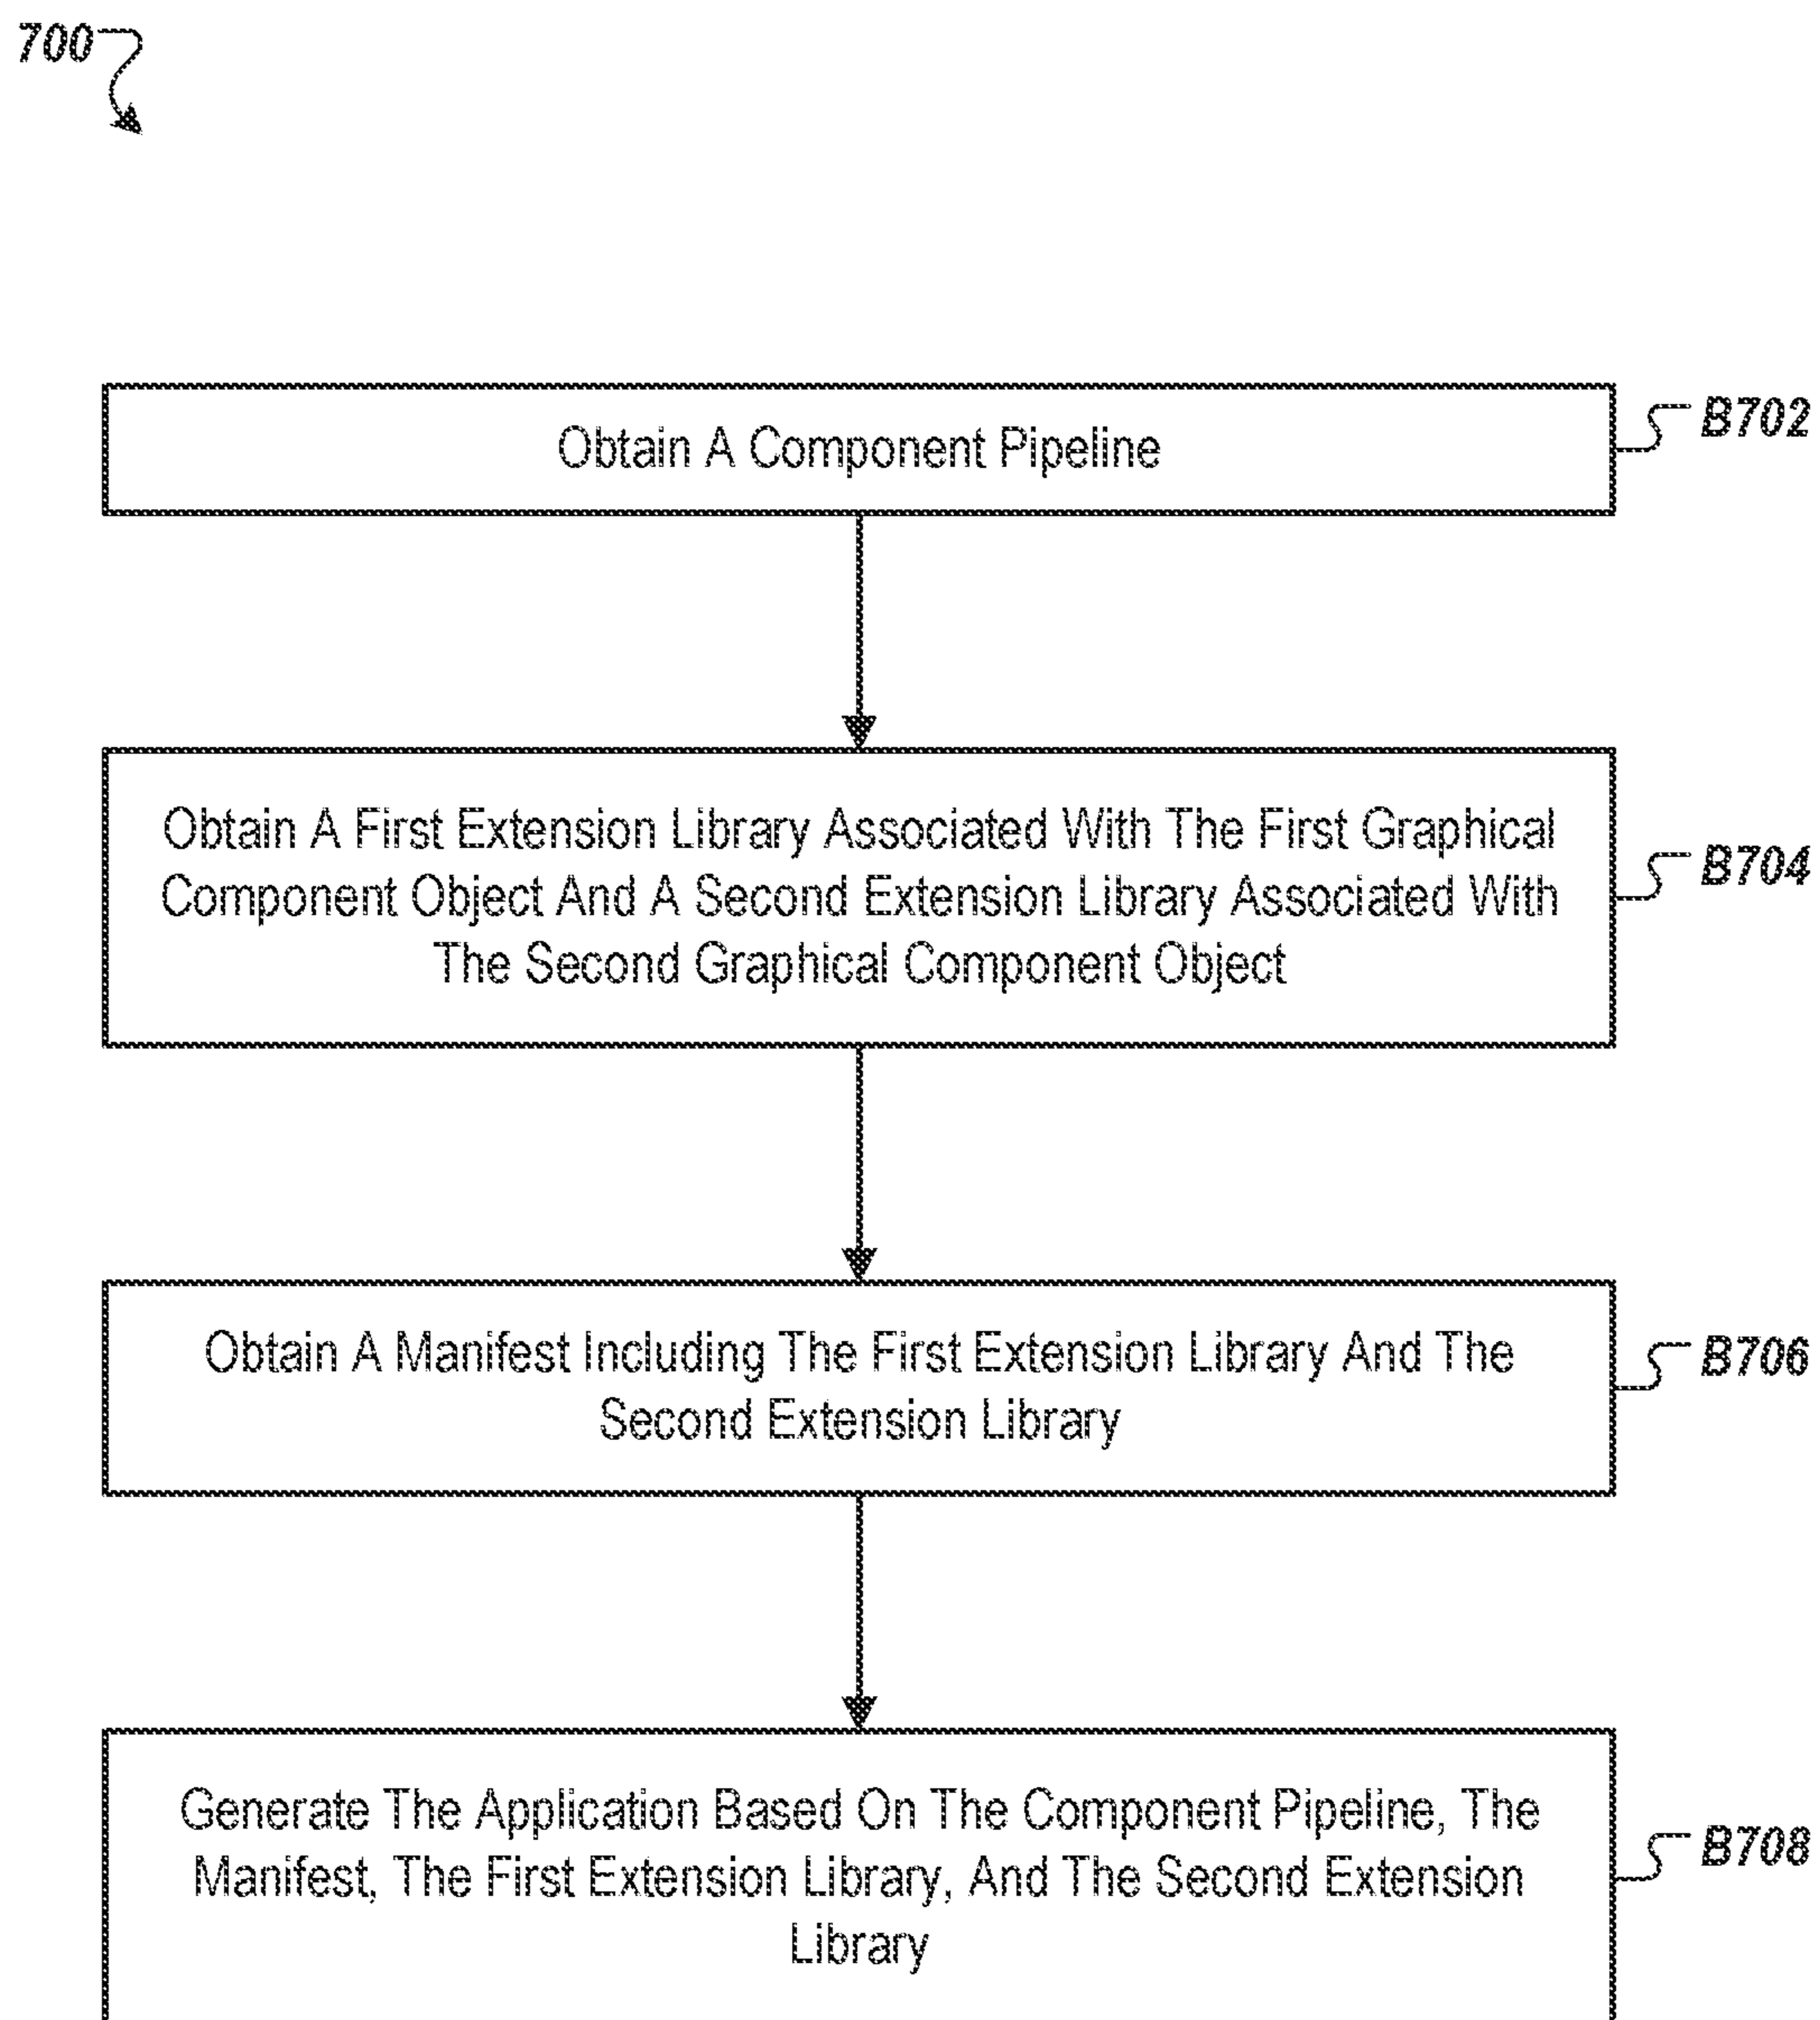 700
Obtain A Component Pipeline
B702
Obtain A First Extension Library Associated With The First Graphical
Component Object And A Second Extension Library Associated With
The Second Graphical Component Object
B704
Obtain A Manifest Including The First Extension Library And The
Second Extension Library
B706
Generate The Application Based On The Component Pipeline, The
Manifest, The First Extension Library, And The Second Extension
Library
B708